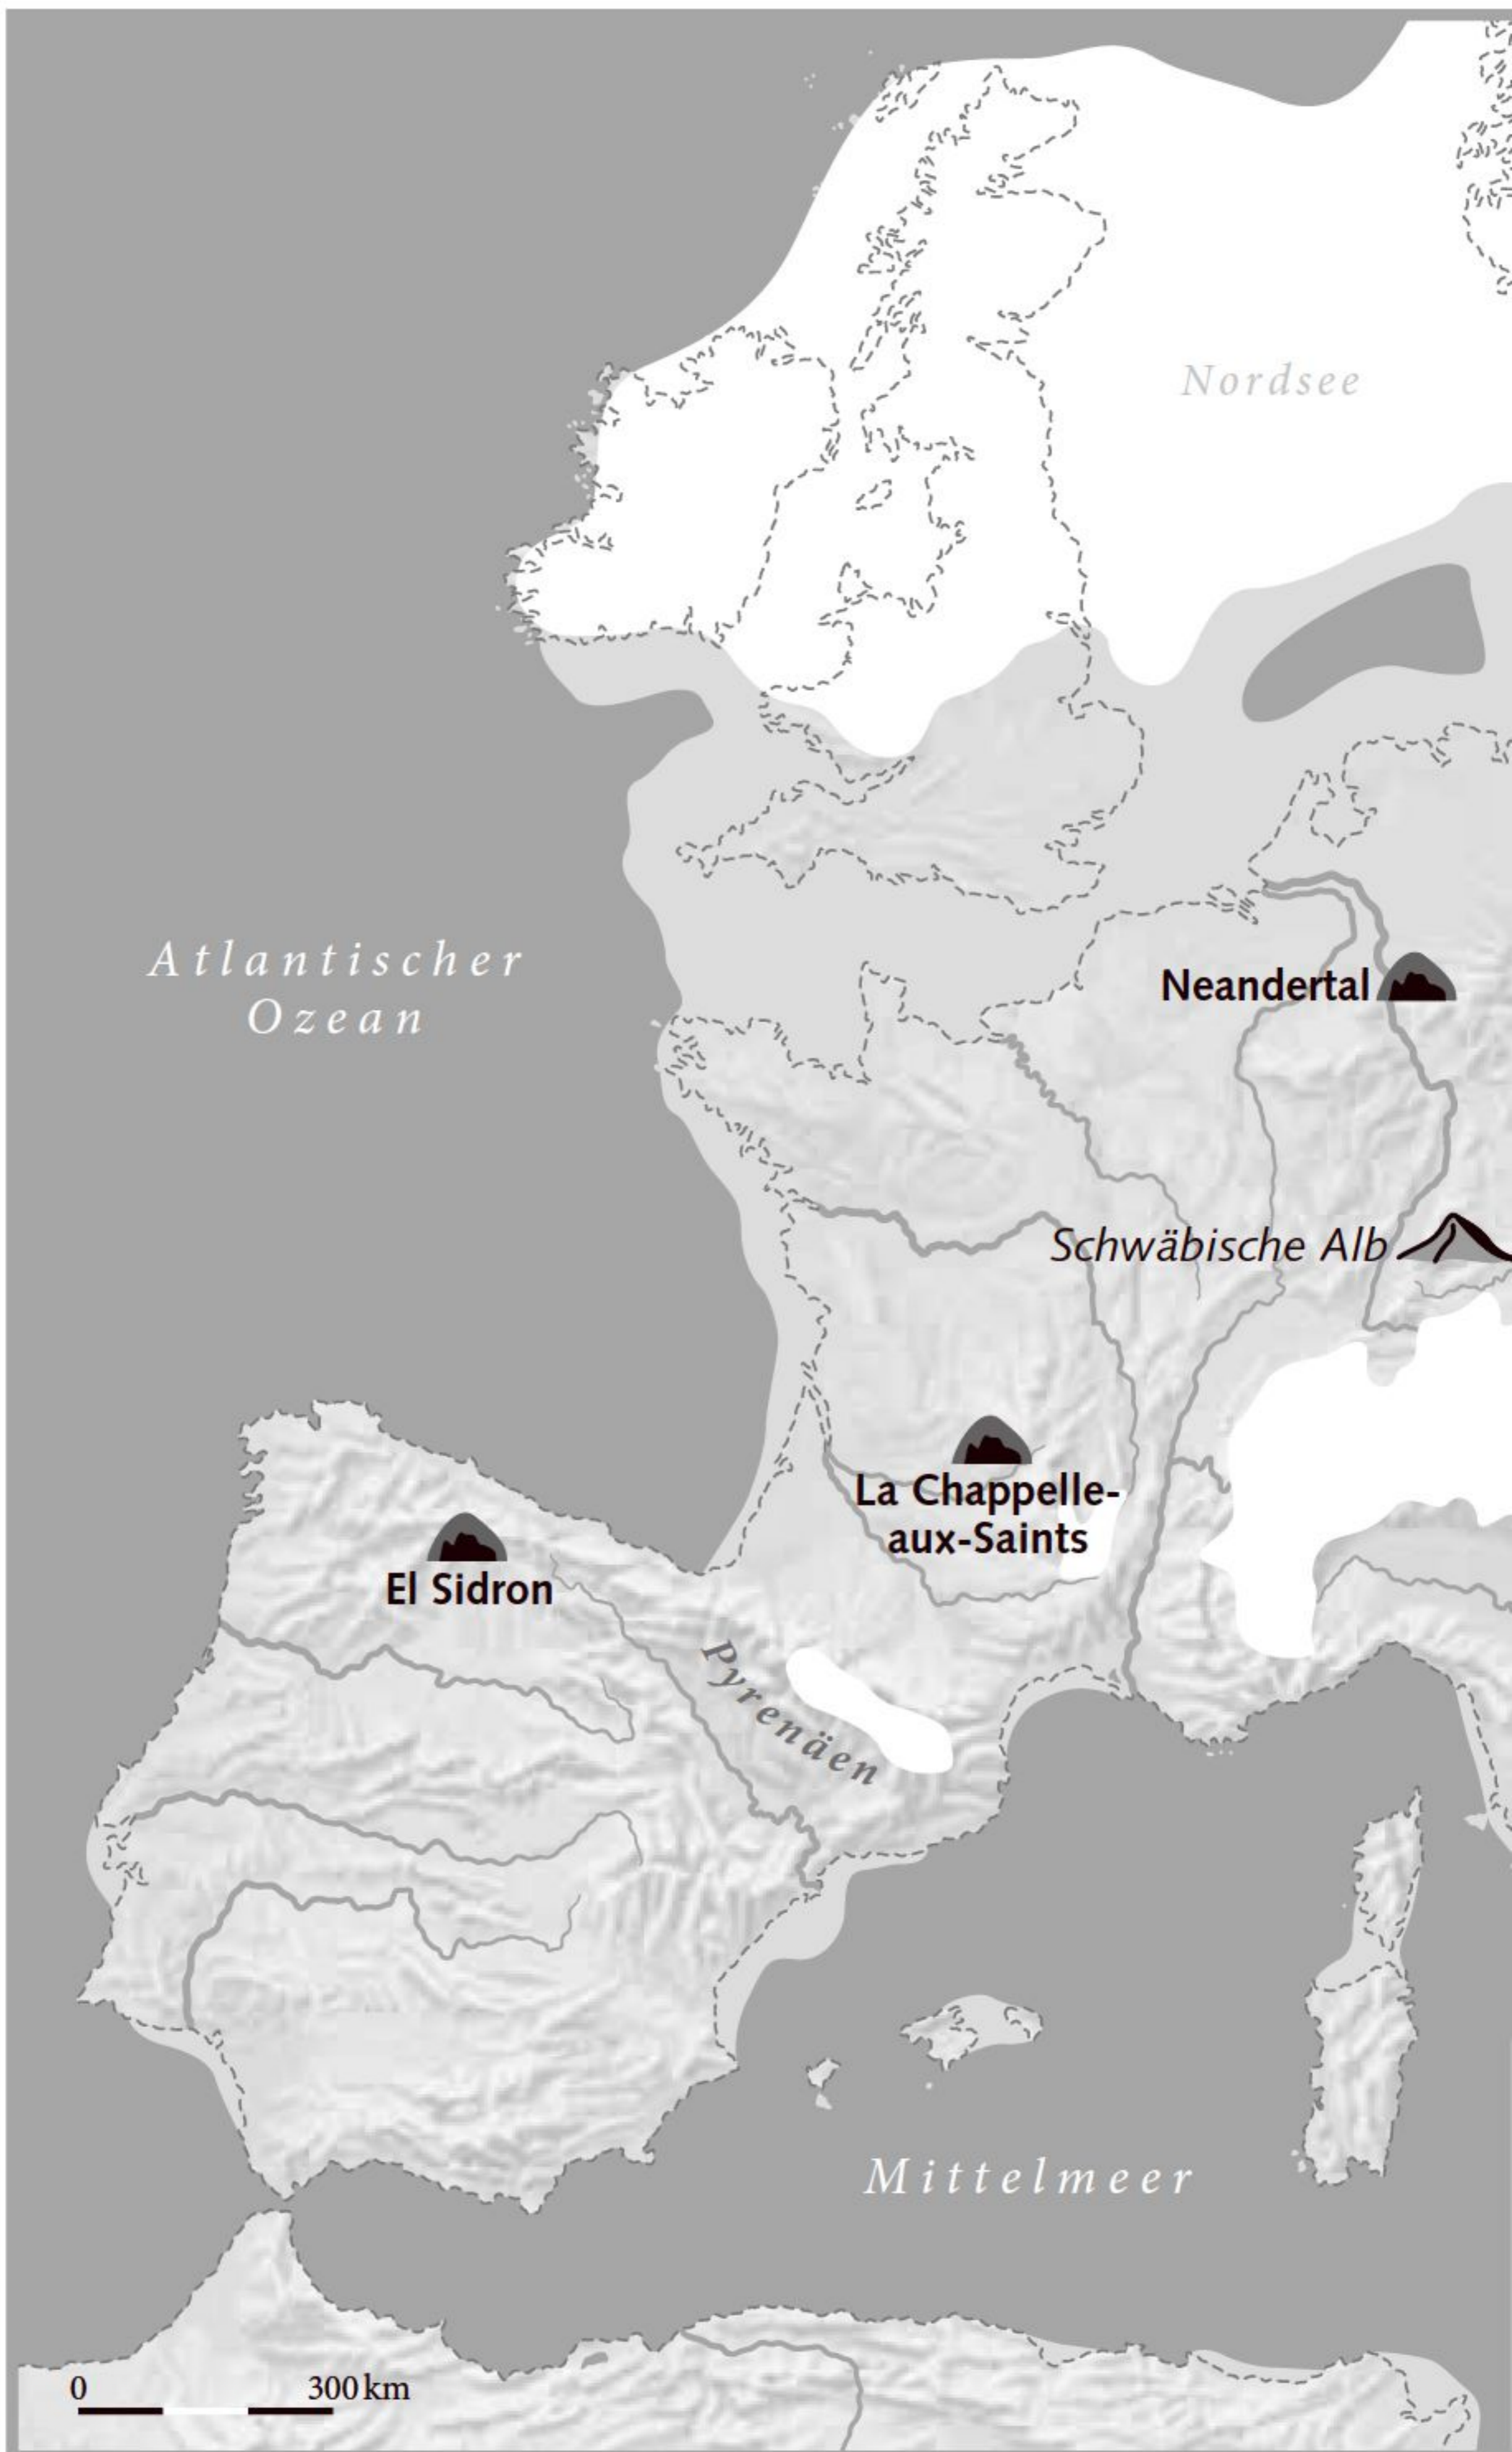 Nordsee
Atlantischer
Ozean
Neandertal
Schwäbische Alb
La Chappelle-
aux-Saints
El Sidron
Pyrenäen
Mittelmeer
0 300 km